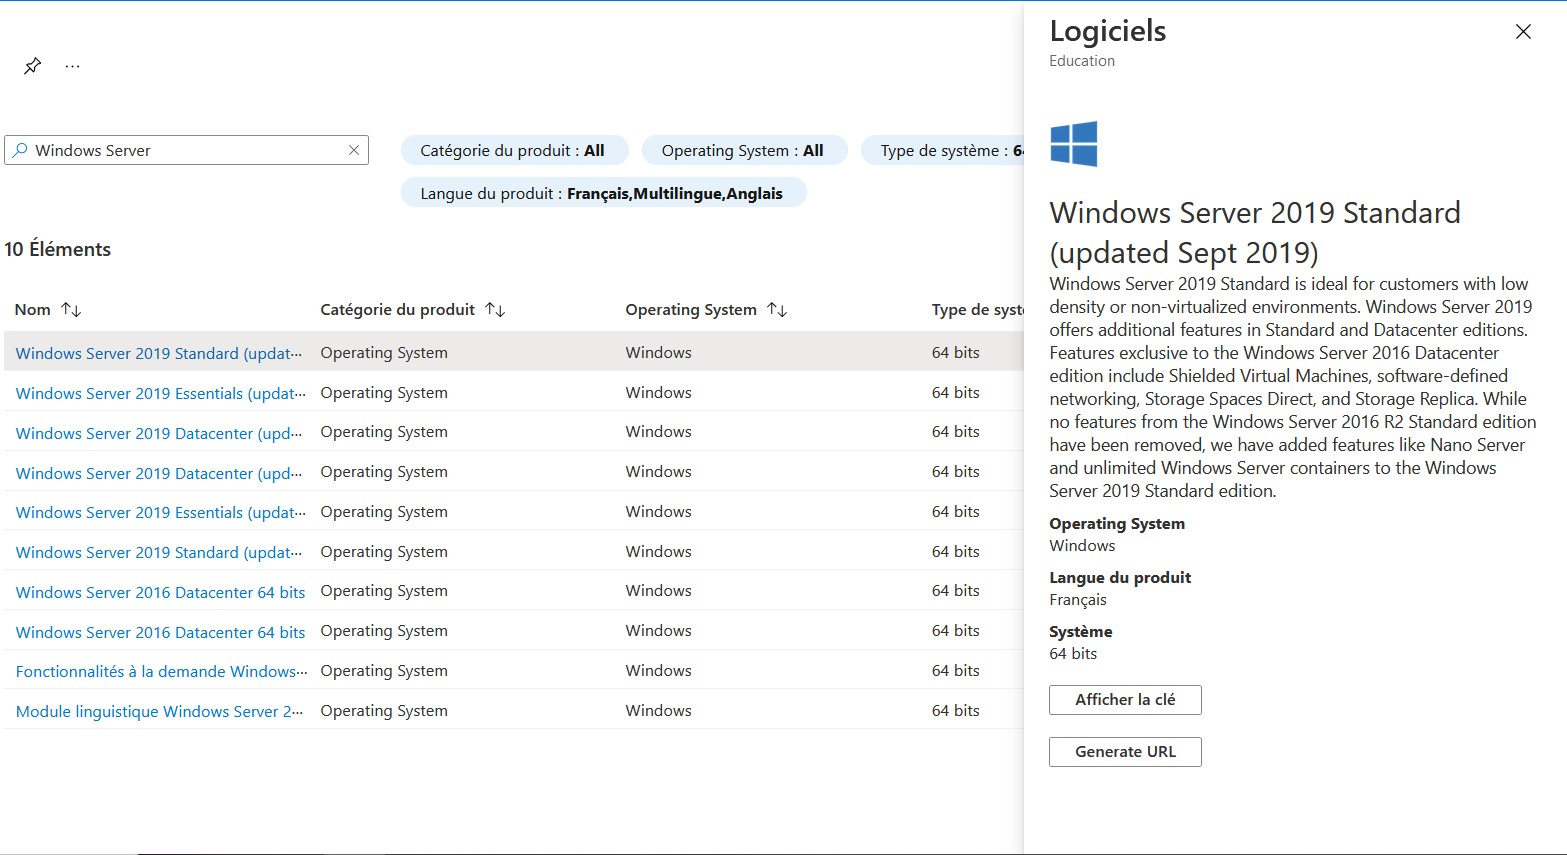 Logiciels
Education
Windows Server
Catégorie du produit : All
Operating System : All
Type de système : 64
Langue du produit : Français,Multilingue,Anglais
10 Éléments
Nom Catégorie du produit Operating System Type de systè
Windows Server 2019 Standard (updat... Operating System Windows 64 bits
Windows Server 2019 Essentials (updat... Operating System Windows 64 bits
Windows Server 2019 Datacenter (upd... Operating System Windows 64 bits
Windows Server 2019 Datacenter (upd... Operating System Windows 64 bits
Windows Server 2019 Essentials (updat... Operating System Windows 64 bits
Windows Server 2019 Standard (updat... Operating System Windows 64 bits
Windows Server 2016 Datacenter 64 bits Operating System Windows 64 bits
Windows Server 2016 Datacenter 64 bits Operating System Windows 64 bits
Fonctionnalités à la demande Windows... Operating System Windows 64 bits
Module linguistique Windows Server 2... Operating System Windows 64 bits
Windows Server 2019 Standard
(updated Sept 2019)
Windows Server 2019 Standard is ideal for customers with low
density or non-virtualized environments. Windows Server 2019
offers additional features in Standard and Datacenter editions.
Features exclusive to the Windows Server 2016 Datacenter
edition include Shielded Virtual Machines, software-defined
networking, Storage Spaces Direct, and Storage Replica. While
no features from the Windows Server 2016 R2 Standard edition
have been removed, we have added features like Nano Server
and unlimited Windows Server containers to the Windows
Server 2019 Standard edition.
Operating System
Windows
Langue du produit
Français
Système
64 bits
Afficher la clé
Generate URL